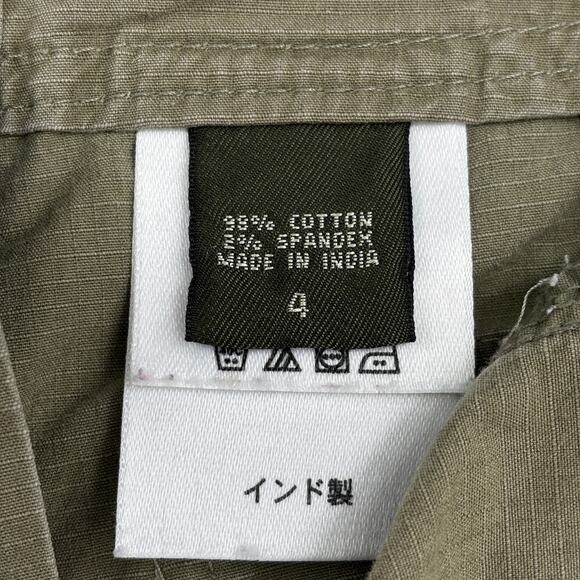 98% COTTON
2% SPANDEX
MADE IN INDIA
4
インド製